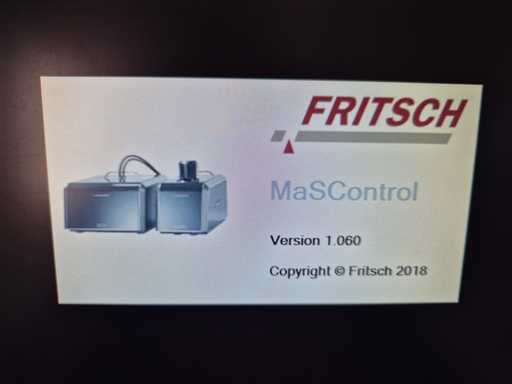 FRITSCH
MaSControl
Version 1.060
Copyright © Fritsch 2018